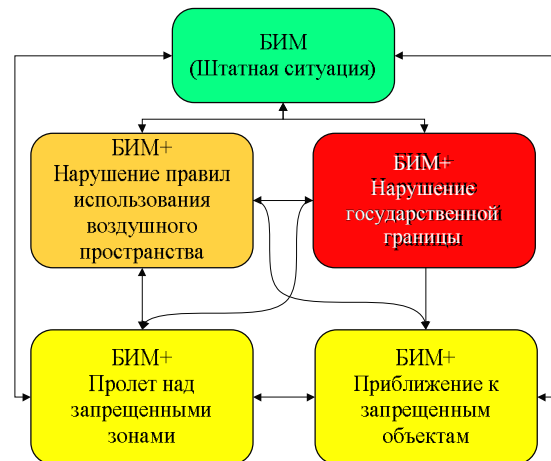 БИМ
(Штатная ситуация)
БИМ+
Нарушение правил
использования
воздушного
пространства
БИМ+
Нарушение
государственной
границы
БИМ+
Пролет над
запрещенными
зонами
БИМ+
Приближение к
запрещенным
объектам